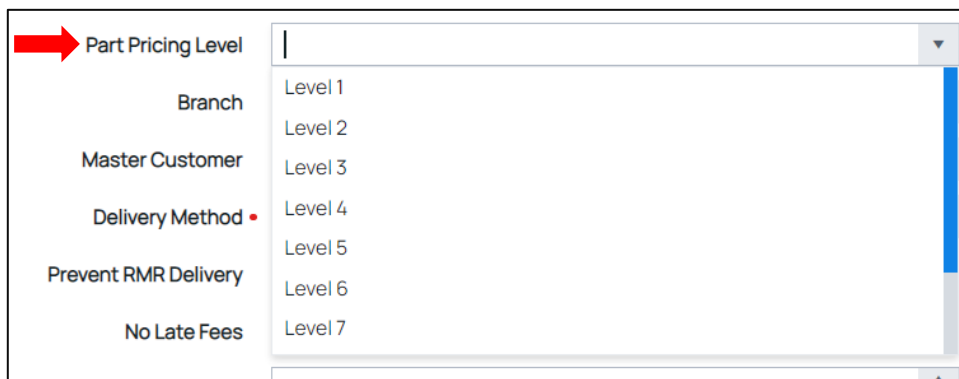 Part Pricing Level
Level 1
Branch
Level 2
Master Customer
Level 3
Delivery Method •
Level 4
Level 5
Prevent RMR Delivery
Level 6
No Late Fees
Level 7